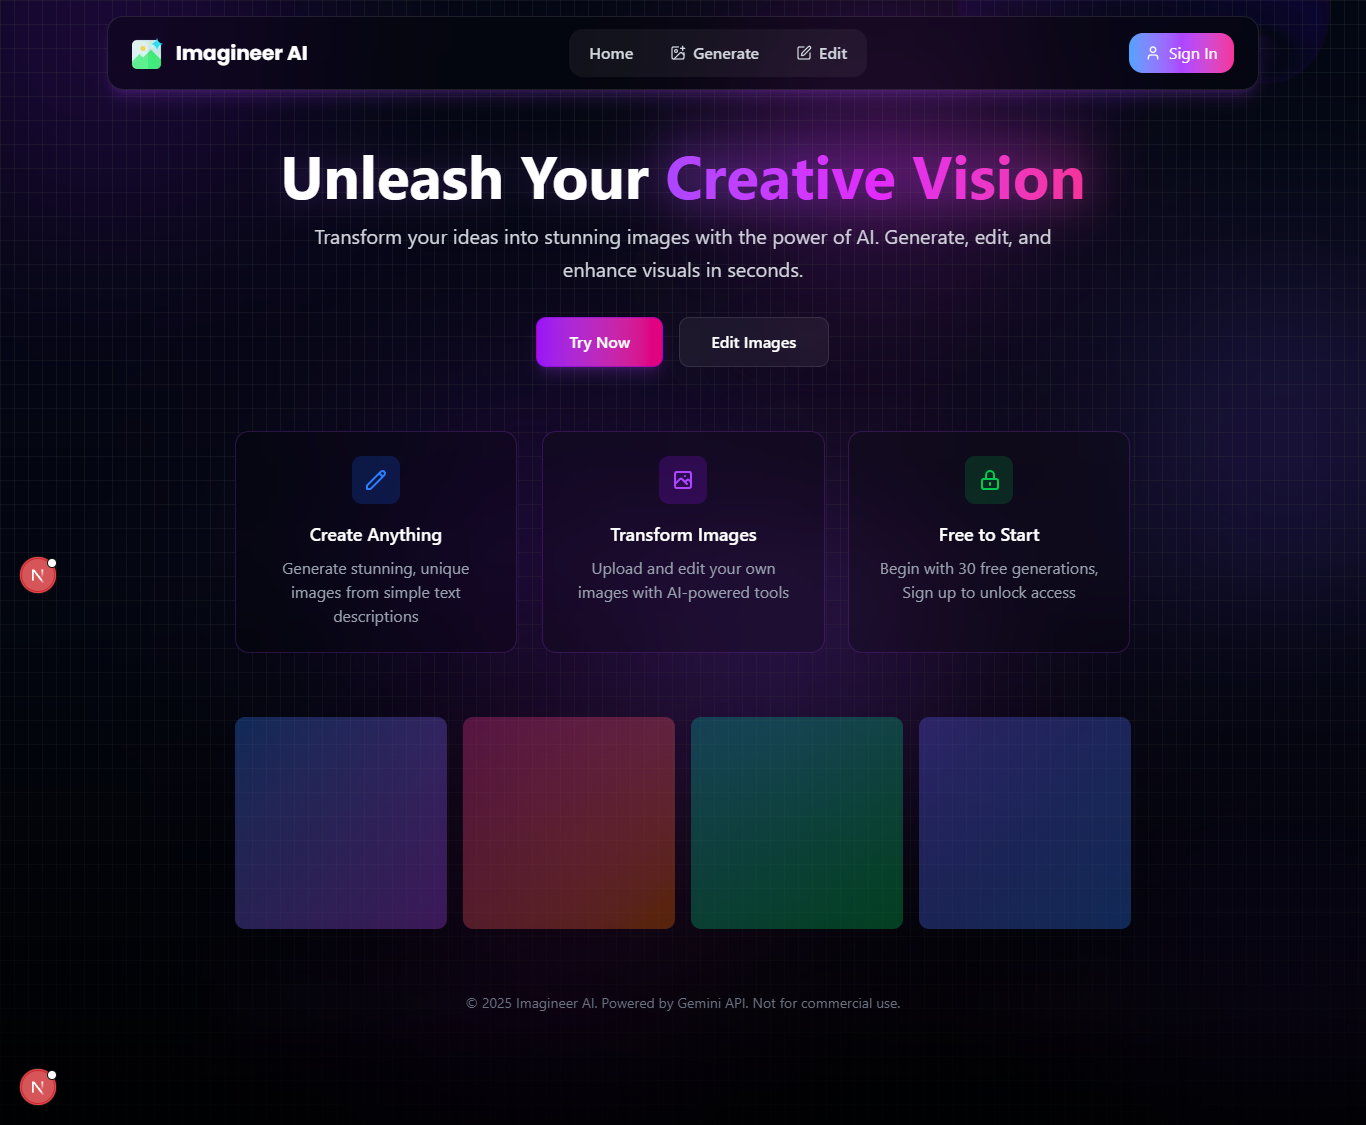 Imagineer AI
Home
Generate
Edit
Sign In
Unleash Your Creative Vision
Transform your ideas into stunning images with the power of AI. Generate, edit, and
enhance visuals in seconds.
Try Now
Edit Images
Create Anything
Generate stunning, unique
images from simple text
descriptions
Transform Images
Upload and edit your own
images with AI-powered tools
Free to Start
Begin with 30 free generations,
Sign up to unlock access
N
© 2025 Imagineer AI. Powered by Gemini API. Not for commercial use.
N